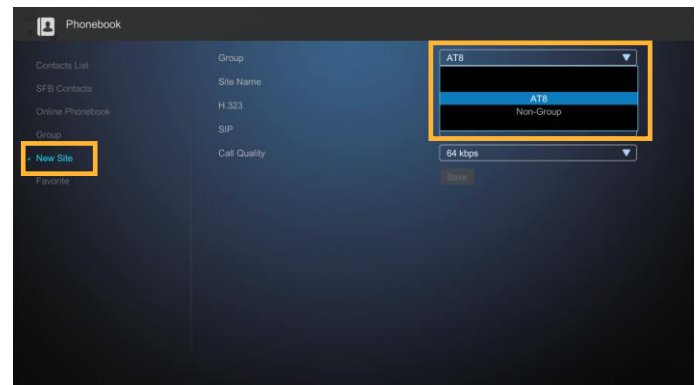 Phonebook
Contacts List
SFB Contacts
Online Phonebook
Group
New Site
Favorite
Group
AT8
AT8
Non-Group
Site Name
H.323
SIP
Call Quality
64 kbps
Save